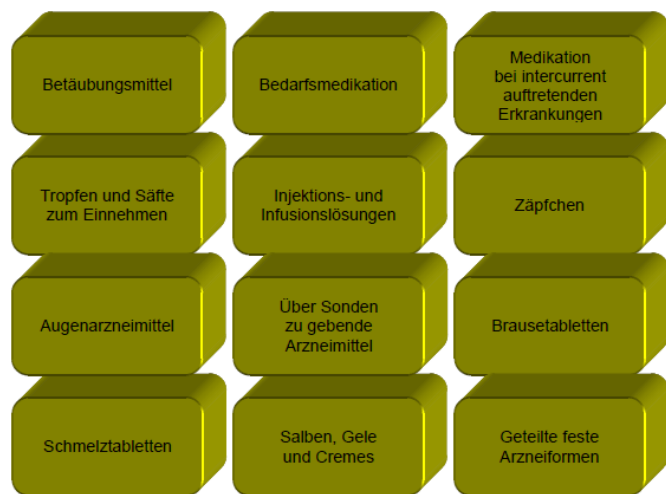 Betäubungsmittel
Bedarfsmedikation
Medikation
bei intercurrent
auftretenden
Erkrankungen
Tropfen und Säfte
zum Einnehmen
Injektions- und
Infusionslösungen
Zäpfchen
Augenarzneimittel
Über Sonden
zu gebende
Arzneimittel
Brausetabletten
Schmelztabletten
Salben, Gele
und Cremes
Geteilte feste
Arzneiformen